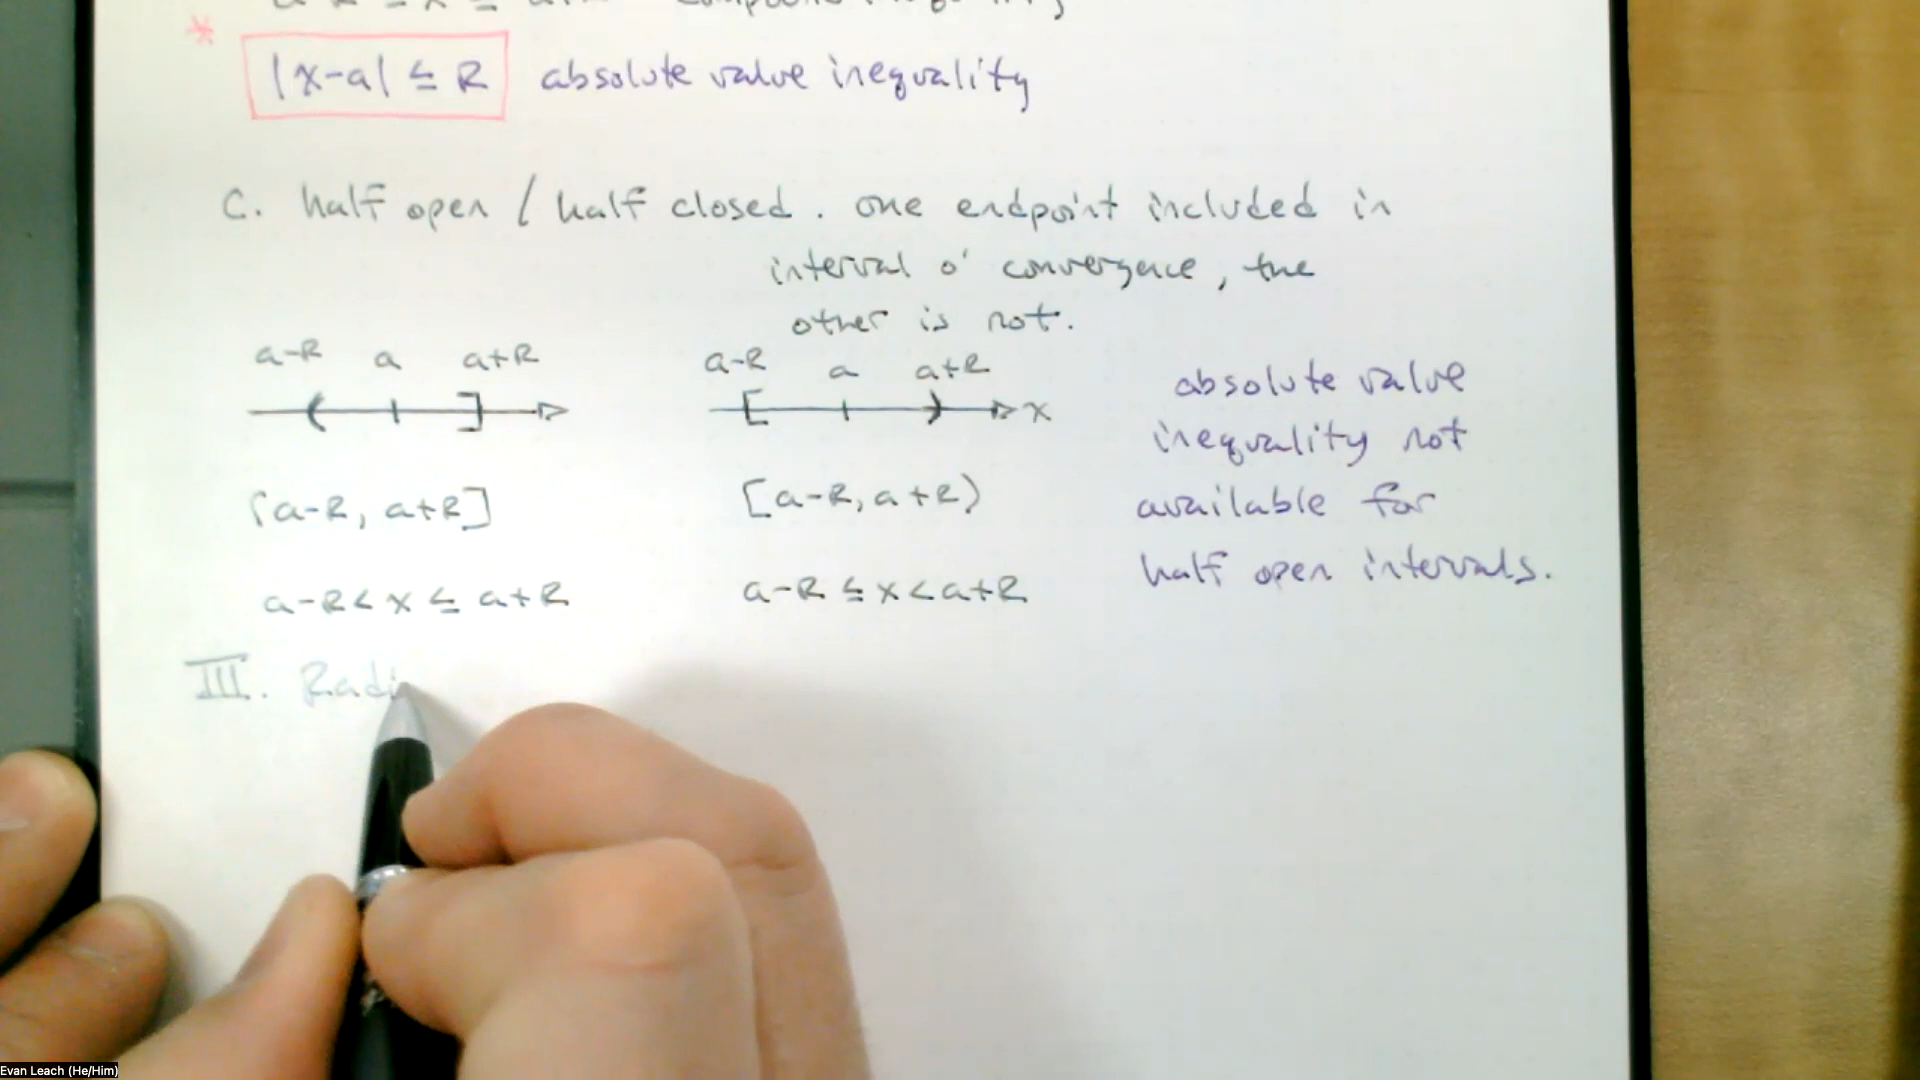 *
|x-a| ≤ R absolute value inequality
C. half open / half closed. one endpoint included in
interval o' convergence, the
other is not.
a-R a a+R
a-R a a+R
x
(a-R, a+R]
[a-R, a+R)
a-R < x ≤ a+R
a-R ≤ x < a+R
absolute value
inequality not
available for
half open intervals.
III. Radi
Evan Leach (He/Him)